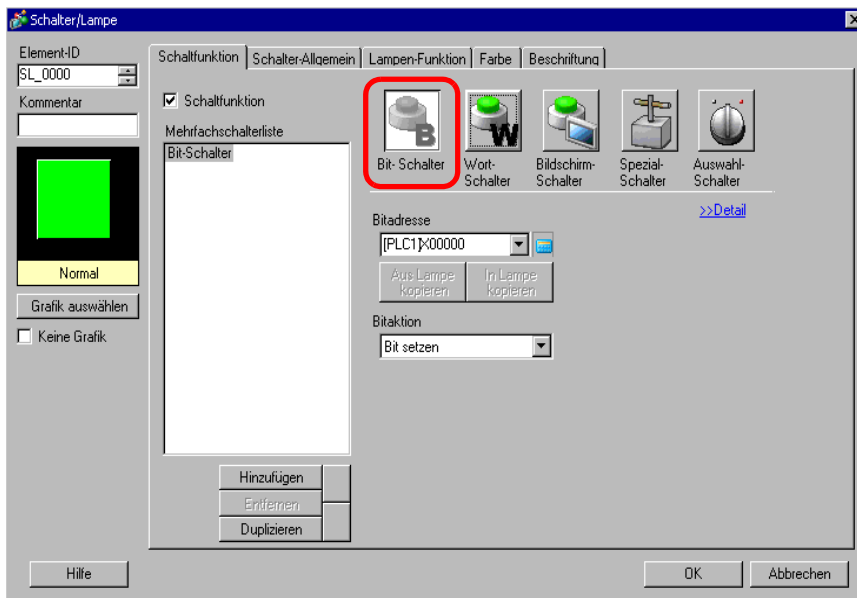 Schalter/Lampe
Element-ID
SL_0000
Kommentar
Normal
Grafik auswählen
Keine Grafik
Schaltfunktion
Schalter-Allgemein
Lampen-Funktion
Farbe
Beschriftung
Schaltfunktion
Mehrfachschalterliste
Bit-Schalter
Hinzufügen
Entfernen
Duplizieren
B
Bit- Schalter
W
Wort-
Schalter
Bildschirm-
Schalter
Spezial-
Schalter
Auswahl-
Schalter
>>Detail
Bitadresse
[PLC1]X00000
Aus Lampe
kopieren
In Lampe
kopieren
Bitaktion
Bit setzen
Hilfe
OK
Abbrechen